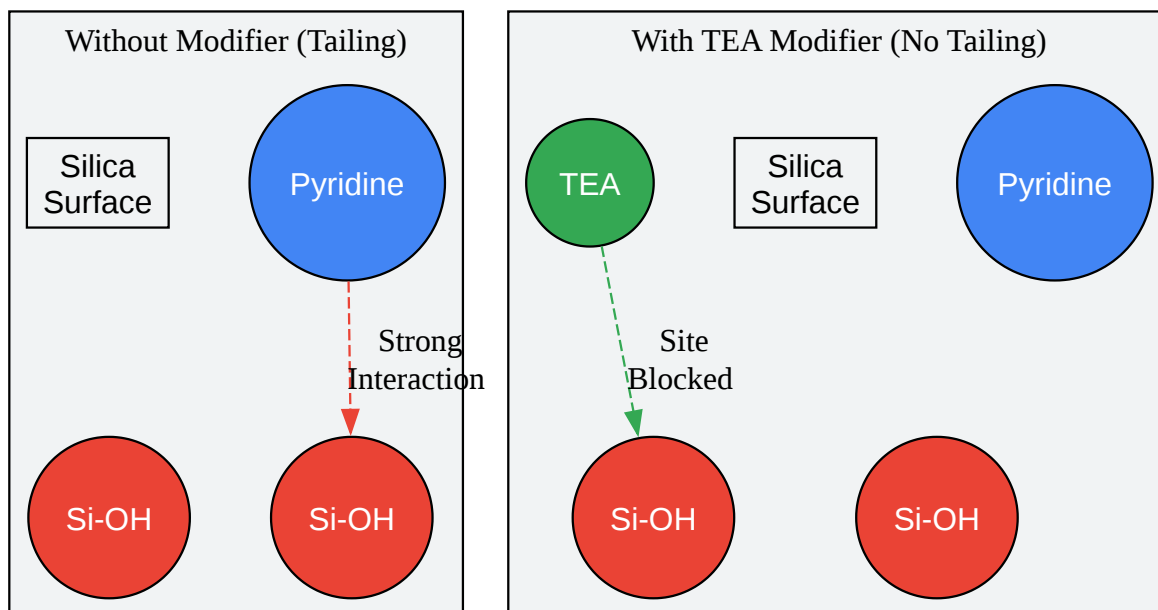 Without Modifier (Tailing)
Silica
Surface
Pyridine
Strong
Interaction
Si-OH
Si-OH
With TEA Modifier (No Tailing)
TEA
Silica
Surface
Pyridine
Site
Blocked
Si-OH
Si-OH